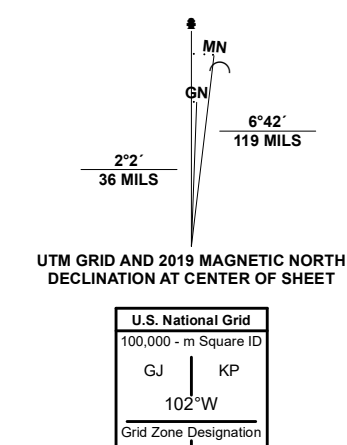 MN
GN
6°42´
119 MILS
2°2´
36 MILS
UTM GRID AND 2019 MAGNETIC NORTH
DECLINATION AT CENTER OF SHEET
U.S. National Grid
100,000 - m Square ID
GJ KP
102°W
Grid Zone Designation